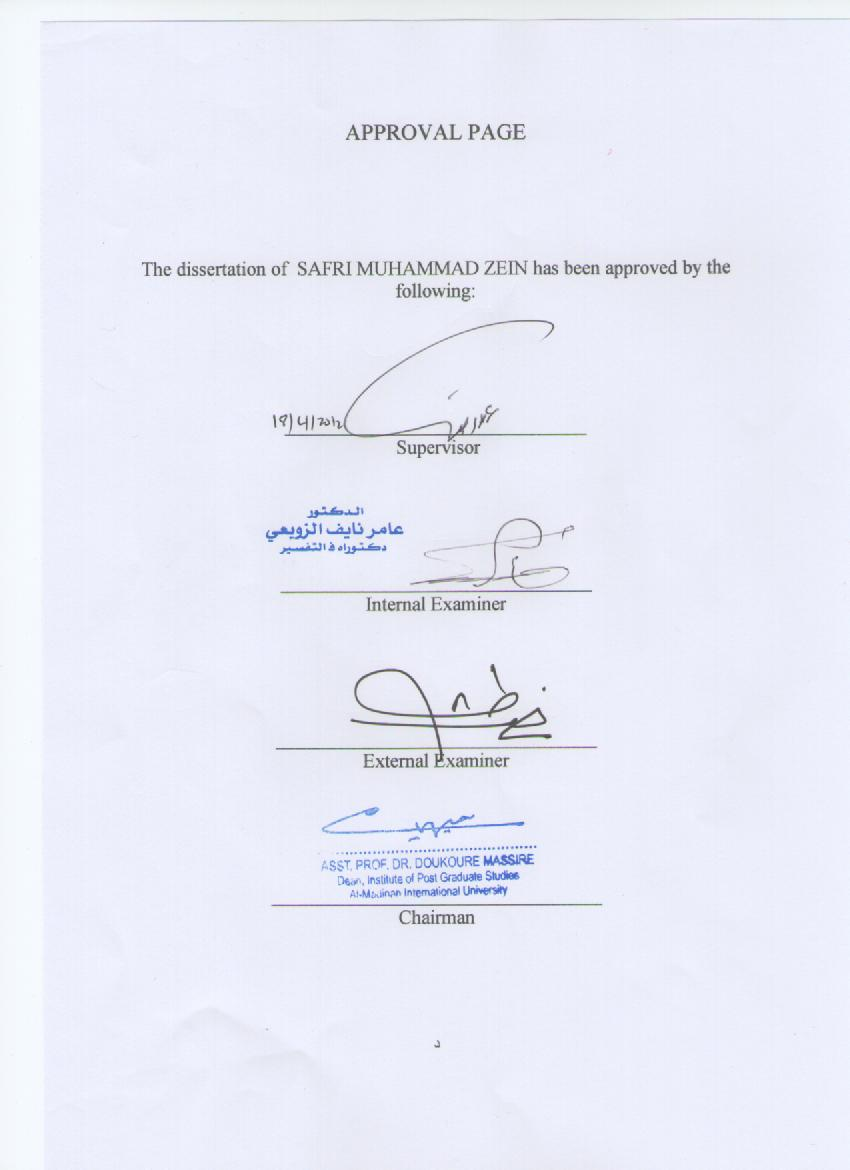 APPROVAL PAGE
The dissertation of SAFRI MUHAMMAD ZEIN has been approved by the
following:
18/4/2012
Supervisor
الدكتور
عامر نايف الزويعي
دكتوراه في التفسير
Internal Examiner
External Examiner
ASST. PROF. DR. DOUKOURE MASSIRE
Dean, Institute of Post Graduate Studies
Al-Madinah International University
Chairman
د